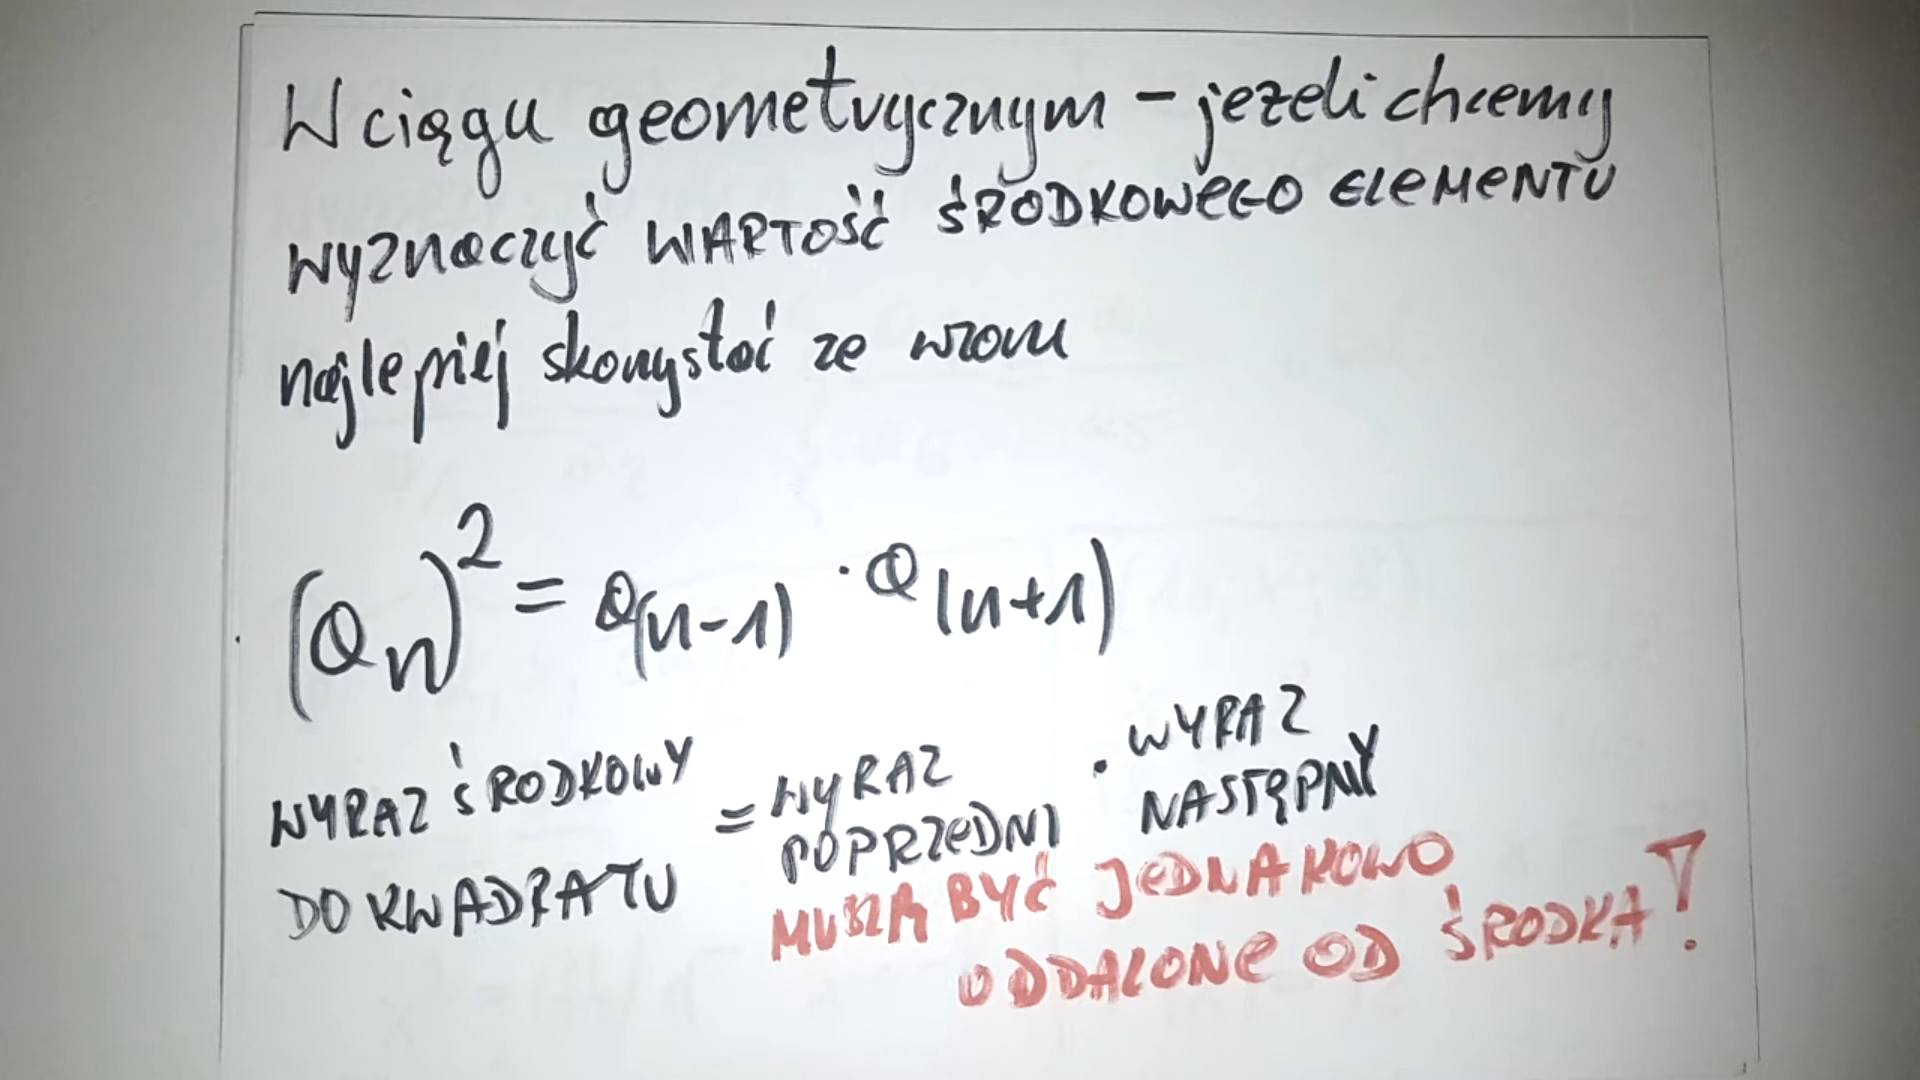 W ciągu geometrycznym - jeżeli chcemy
wyznaczyć WARTOŚĆ ŚRODKOWEGO ELEMENTU
najlepiej skorzystać ze wzoru
(an)² = a(n-1) · a(n+1)
WYRAZ ŚRODKOWY DO KWADRATU = WYRAZ POPRZEDNI · WYRAZ NASTĘPNY
MUSZĄ BYĆ JEDNAKOWO
ODDALONE OD ŚRODKA!